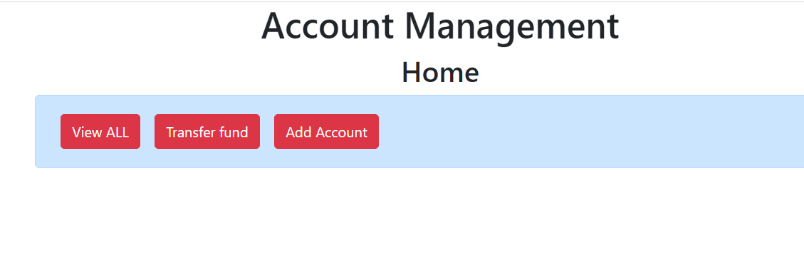 Account Management
Home
View ALL Transfer fund Add Account